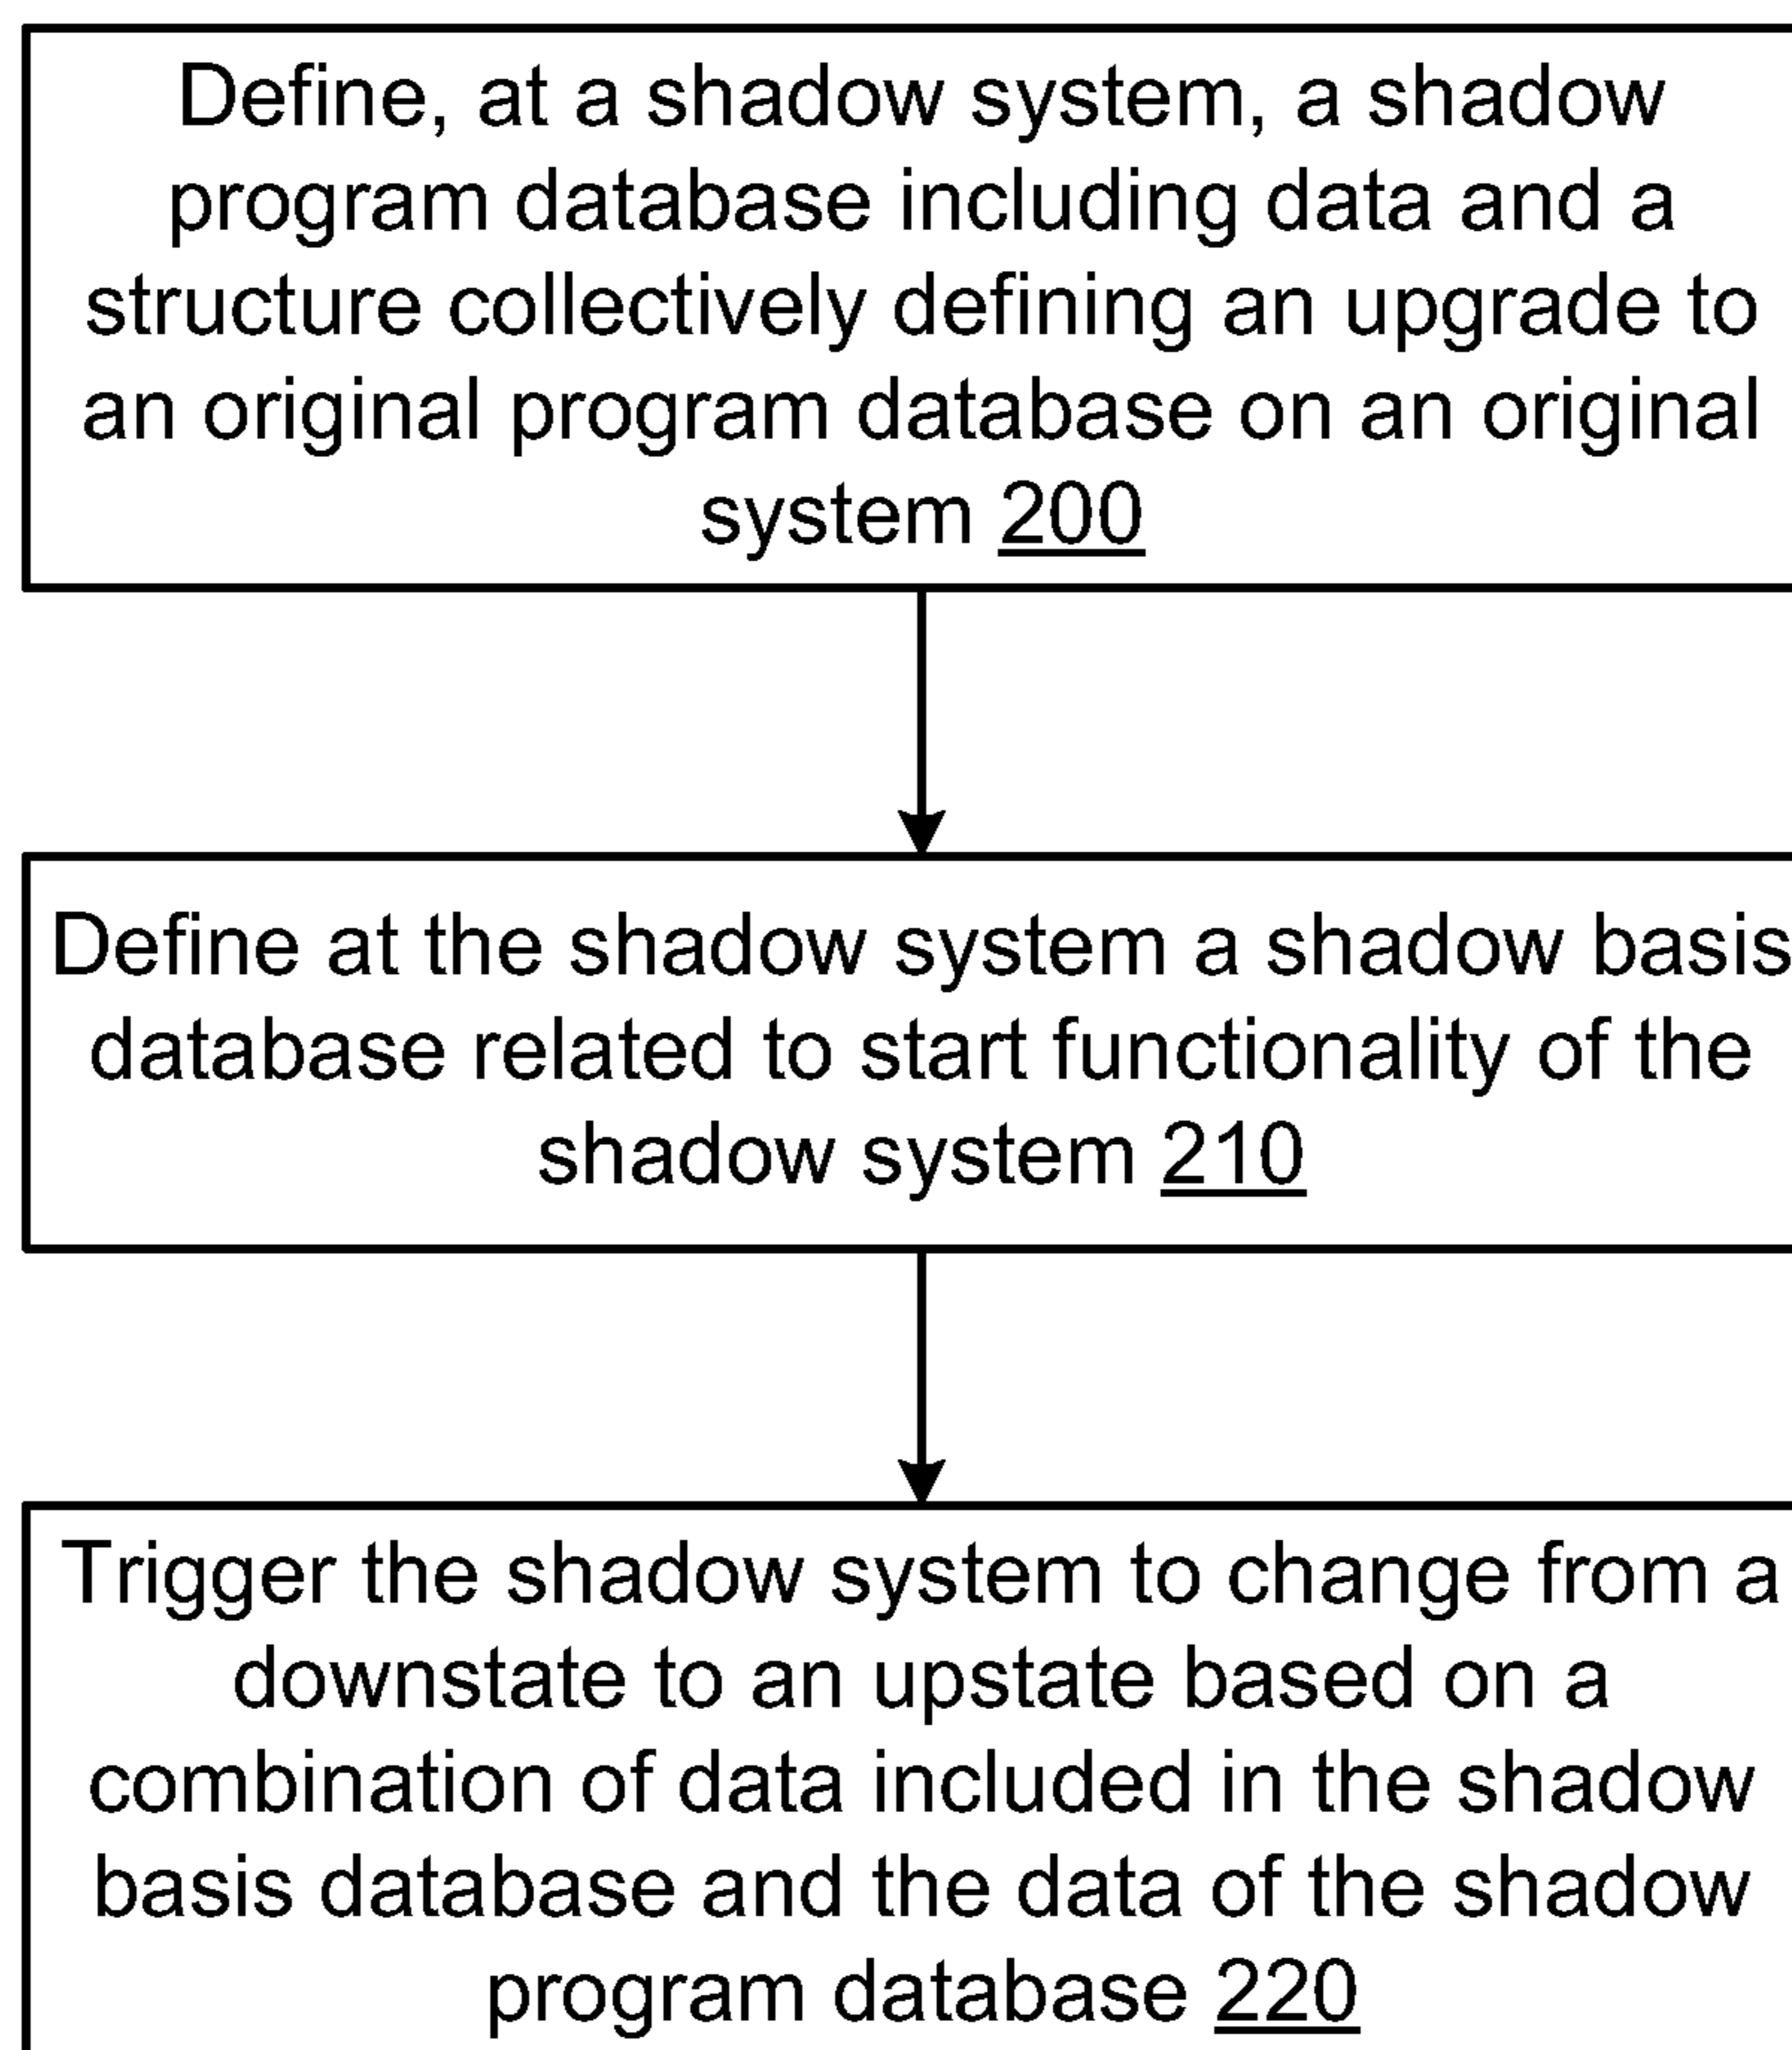 Define, at a shadow system, a shadow
program database including data and a
structure collectively defining an upgrade to
an original program database on an original
system 200
Define at the shadow system a shadow basis
database related to start functionality of the
shadow system 210
Trigger the shadow system to change from a
downstate to an upstate based on a
combination of data included in the shadow
basis database and the data of the shadow
program database 220